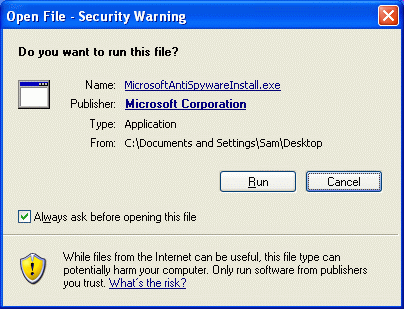 Open File - Security Warning
Do you want to run this file?
Name: MicrosoftAntiSpywareInstall.exe
Publisher: Microsoft Corporation
Type: Application
From: C:\Documents and Settings\Sam\Desktop
Run Cancel
Always ask before opening this file
While files from the Internet can be useful, this file type can
potentially harm your computer. Only run software from publishers
you trust. What's the risk?